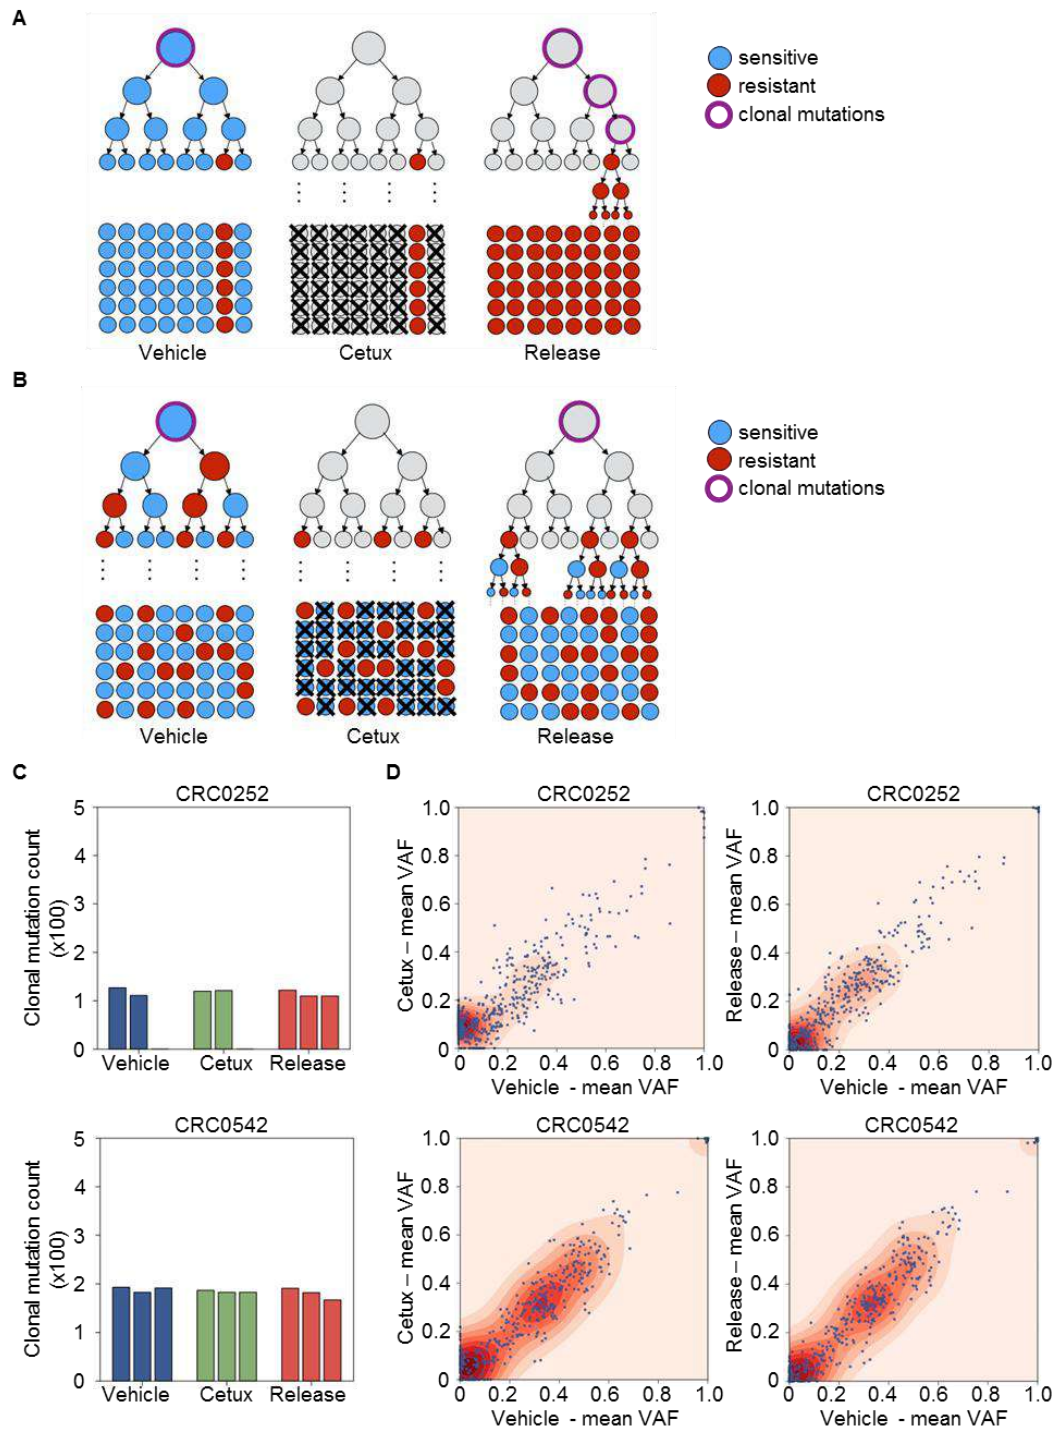 A
sensitive
resistant
clonal mutations
Vehicle
Cetux
Release
B
sensitive
resistant
clonal mutations
Vehicle
Cetux
Release
C
CRC0252
5
4
3
2
1
0
Clonal mutation count
(x100)
Vehicle
Cetux
Release
CRC0542
5
4
3
2
1
0
Clonal mutation count
(x100)
Vehicle
Cetux
Release
D
CRC0252
1.0
0.8
0.6
0.4
0.2
0
Cetux – mean VAF
0 0.2 0.4 0.6 0.8 1.0
Vehicle - mean VAF
CRC0252
1.0
0.8
0.6
0.4
0.2
0
Release – mean VAF
0 0.2 0.4 0.6 0.8 1.0
Vehicle - mean VAF
CRC0542
1.0
0.8
0.6
0.4
0.2
0
Cetux – mean VAF
0 0.2 0.4 0.6 0.8 1.0
Vehicle - mean VAF
CRC0542
1.0
0.8
0.6
0.4
0.2
0
Release – mean VAF
0 0.2 0.4 0.6 0.8 1.0
Vehicle - mean VAF